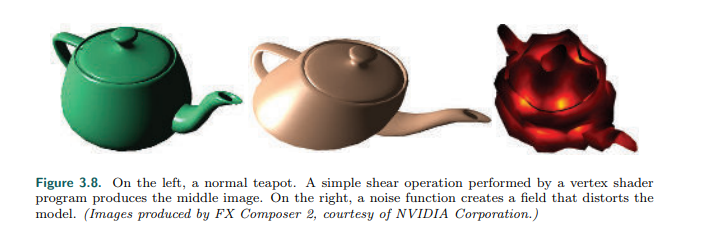 Figure 3.8. On the left, a normal teapot. A simple shear operation performed by a vertex shader
program produces the middle image. On the right, a noise function creates a field that distorts the
model. (Images produced by FX Composer 2, courtesy of NVIDIA Corporation.)